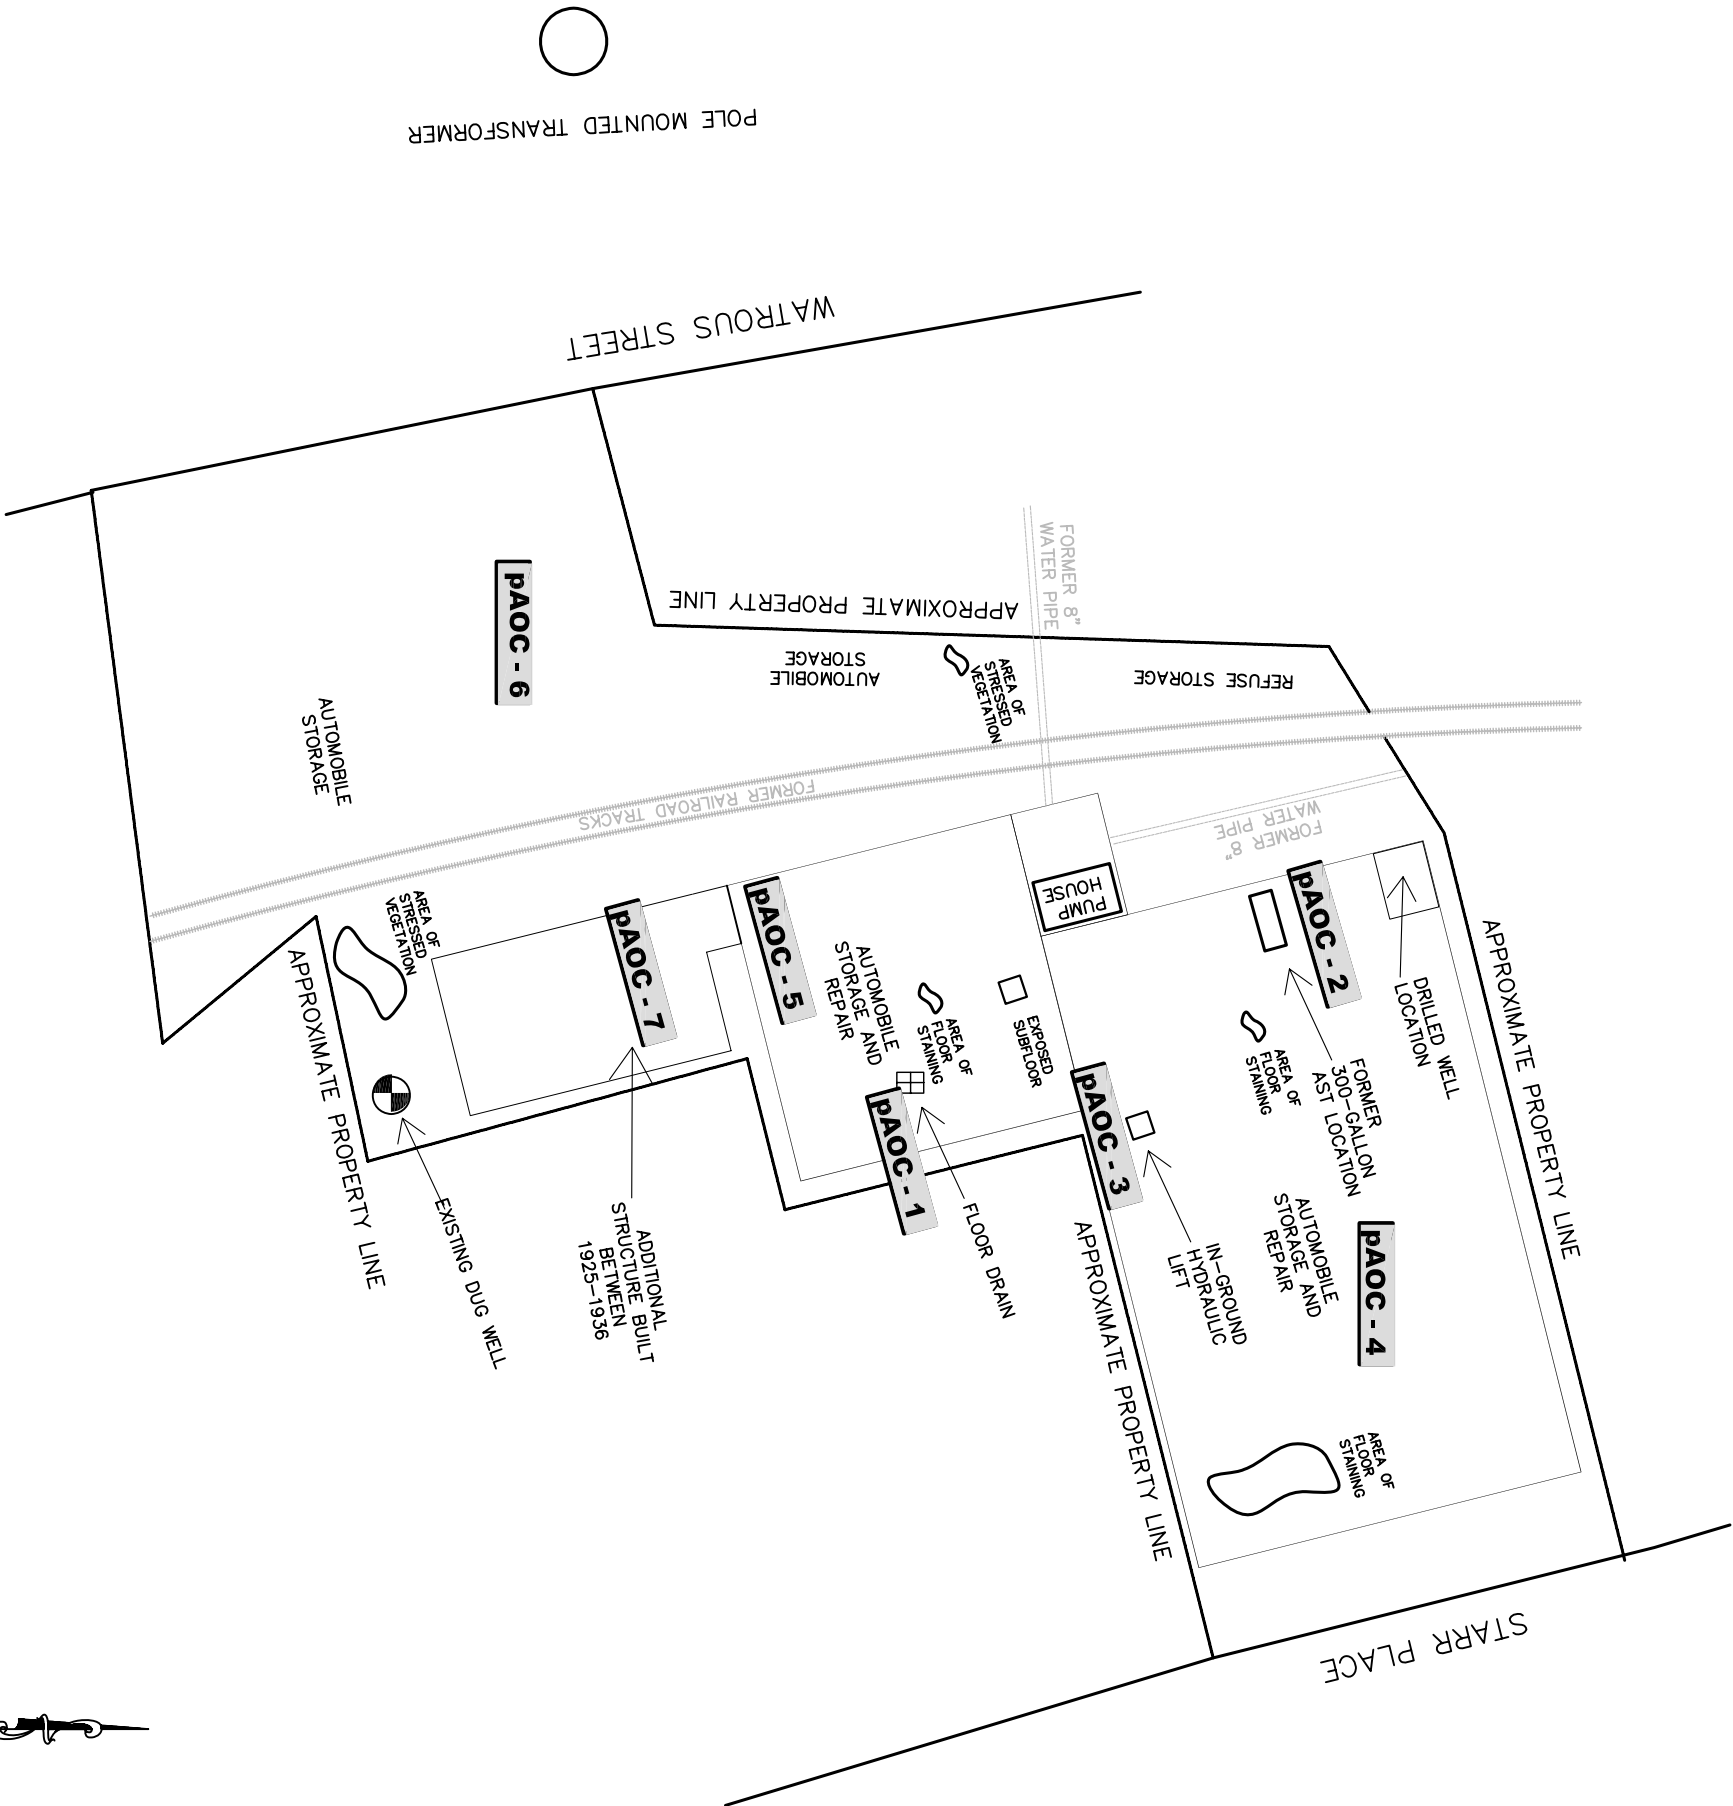 POLE MOUNTED TRANSFORMER
WATROUS STREET
pAOC - 6
APPROXIMATE PROPERTY LINE
FORMER 8"
WATER PIPE
AUTOMOBILE
STORAGE
AREA OF
STRESSED
VEGETATION
REFUSE STORAGE
AUTOMOBILE
STORAGE
FORMER RAILROAD TRACKS
FORMER 8"
WATER PIPE
PUMP
HOUSE
pAOC - 2
pAOC - 5
pAOC - 7
AREA OF
STRESSED
VEGETATION
APPROXIMATE PROPERTY LINE
AUTOMOBILE
STORAGE AND
REPAIR
AREA OF
FLOOR
STAINING
EXPOSED
SUBFLOOR
AREA OF
FLOOR
STAINING
FORMER
300-GALLON
AST LOCATION
DRILLED WELL
LOCATION
APPROXIMATE PROPERTY LINE
pAOC - 1
pAOC - 3
EXISTING DUG WELL
ADDITIONAL
STRUCTURE BUILT
BETWEEN
1925-1936
FLOOR DRAIN
APPROXIMATE PROPERTY LINE
IN-GROUND
HYDRAULIC
LIFT
AUTOMOBILE
STORAGE AND
REPAIR
pAOC - 4
AREA OF
FLOOR
STAINING
STARR PLACE